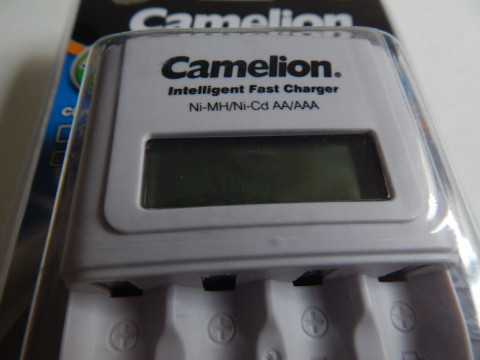 Camelion
Camelion®
Intelligent Fast Charger
Ni-MH/Ni-Cd AA/AAA
+ + + +